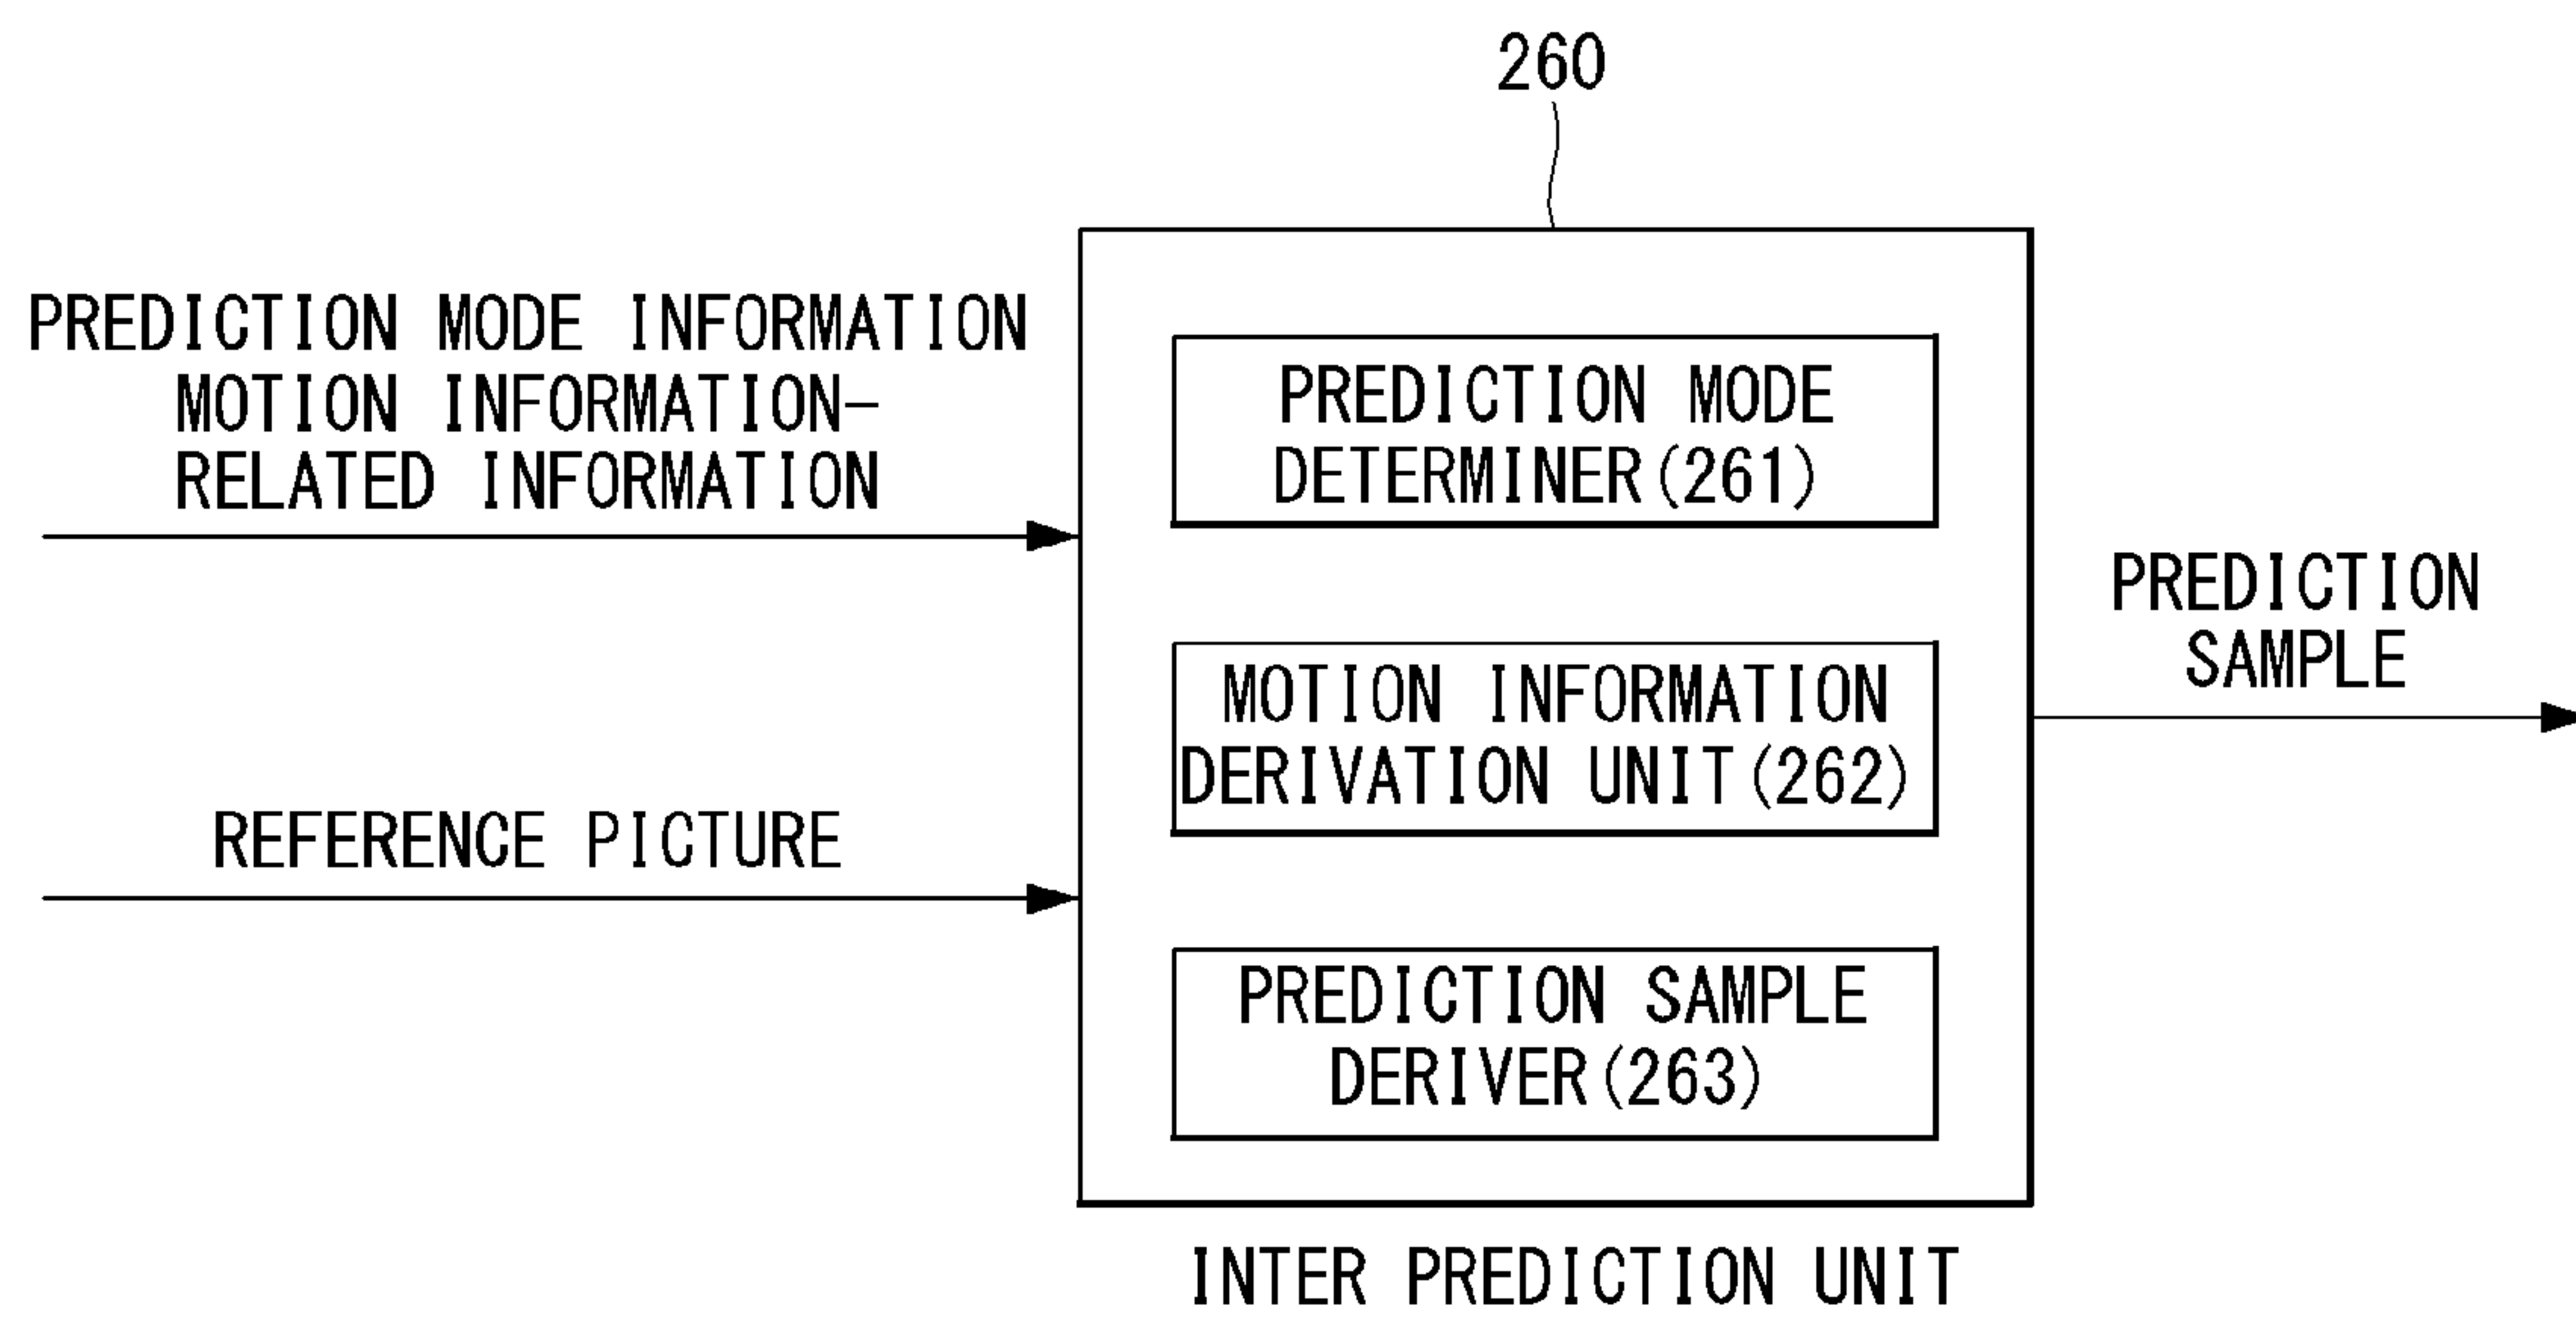 260
PREDICTION MODE INFORMATION
MOTION INFORMATION-
RELATED INFORMATION
REFERENCE PICTURE
PREDICTION MODE
DETERMINER(261)
MOTION INFORMATION
DERIVATION UNIT(262)
PREDICTION SAMPLE
DERIVER(263)
PREDICTION
SAMPLE
INTER PREDICTION UNIT